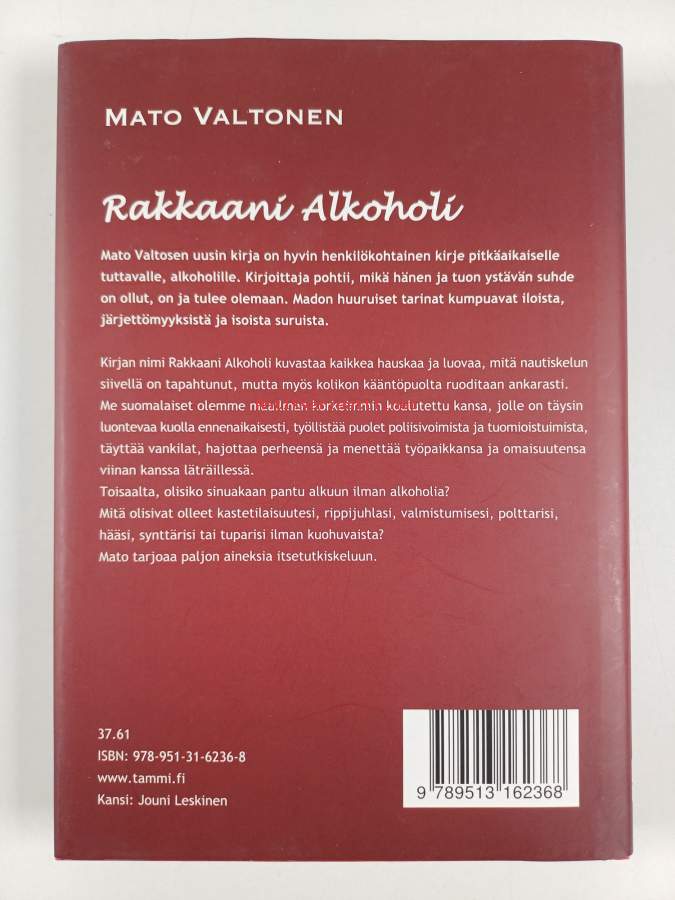 MATO VALTONEN
Rakkaani Alkoholi
Mato Valtosen uusin kirja on hyvin henkilökohtainen kirje pitkäaikaiselle
tuttavalle, alkoholille. Kirjoittaja pohtii, mikä hänen ja tuon ystävän suhde
on ollut, on ja tulee olemaan. Madon huuruiset tarinat kumpuavat iloista,
järjettömyyksistä ja isoista suruista.
Kirjan nimi Rakkaani Alkoholi kuvastaa kaikkea hauskaa ja luovaa, mitä nautiskelun
siivellä on tapahtunut, mutta myös kolikon kääntöpuolta ruoditaan ankarasti.
Me suomalaiset olemme maailman korkeimmin koulutettu kansa, jolle on täysin
luontevaa kuolla ennenaikaisesti, työllistää puolet poliisivoimista ja tuomioistuimista,
täyttää vankilat, hajottaa perheensä ja menettää työpaikkansa ja omaisuutensa
viinan kanssa läträillessä.
Toisaalta, olisiko sinuakaan pantu alkuun ilman alkoholia?
Mitä olisivat olleet kastetilaisuutesi, rippijuhlasi, valmistumisesi, polttarisi,
hääsi, synttärisi tai tuparisi ilman kuohuvaista?
Mato tarjoaa paljon aineksia itsetutkiskeluun.
37.61
ISBN: 978-951-31-6236-8
www.tammi.fi
Kansi: Jouni Leskinen
9 789513 162368